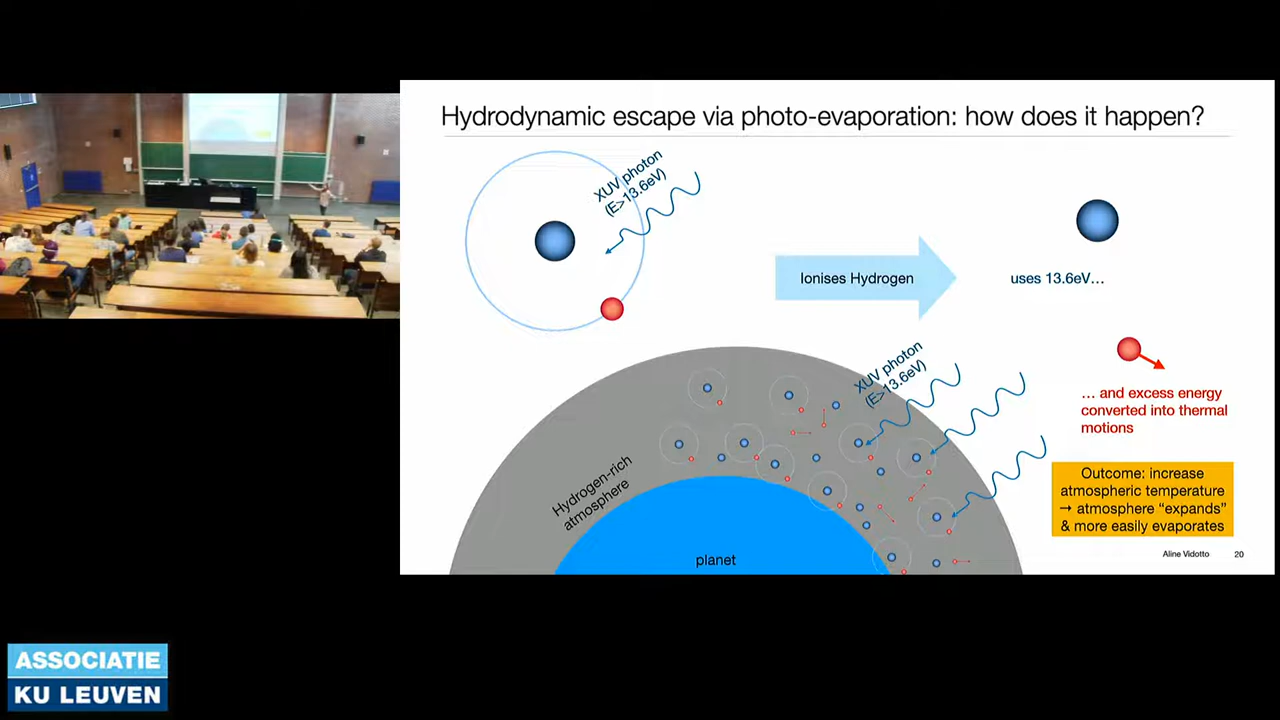 Hydrodynamic escape via photo-evaporation: how does it happen?
XUV photon
(E>13.6eV)
Ionises Hydrogen
uses 13.6eV…
… and excess energy
converted into thermal
motions
XUV photon
(E>13.6eV)
Hydrogen-rich
atmosphere
planet
Outcome: increase
atmospheric temperature
→ atmosphere “expands”
& more easily evaporates
Aline Vidotto 20
ASSOCIATIE
KU LEUVEN